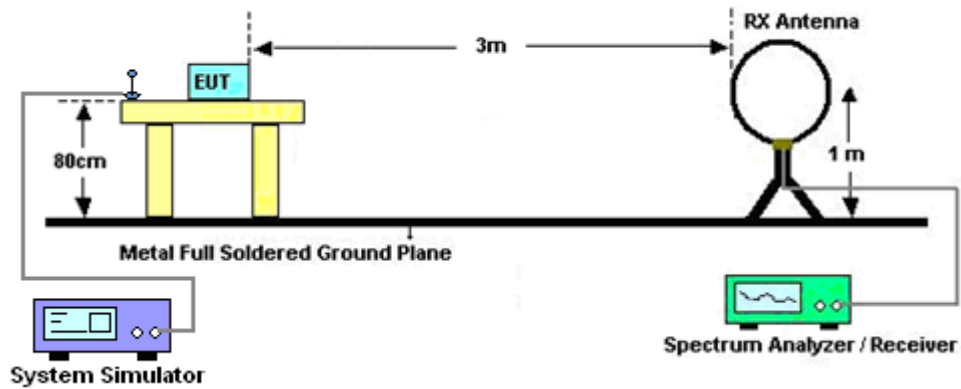 RX Antenna
3m
EUT
80cm
1 m
Metal Full Soldered Ground Plane
System Simulator
Spectrum Analyzer / Receiver